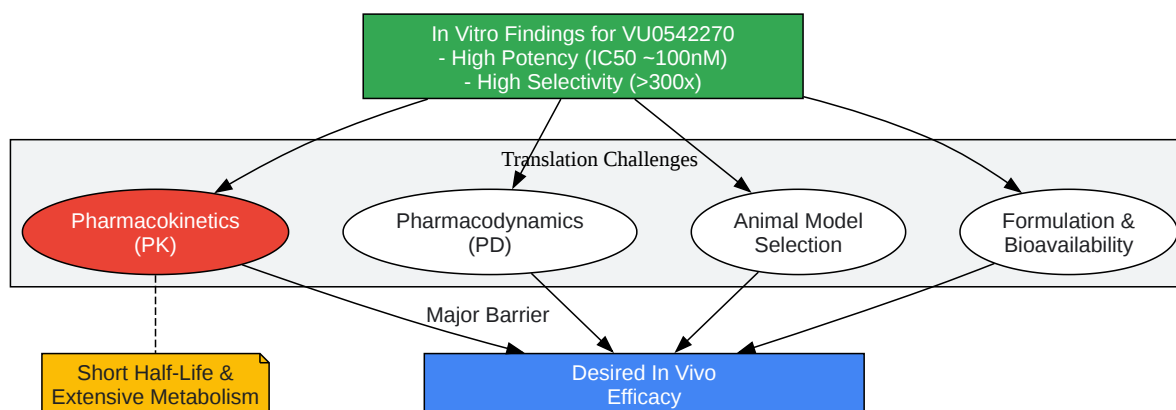 In Vitro Findings for VU0542270
- High Potency (IC50 ~100nM)
- High Selectivity (>300x)
Translation Challenges
Pharmacokinetics
(PK)
Pharmacodynamics
(PD)
Animal Model
Selection
Formulation &
Bioavailability
Major Barrier
Short Half-Life &
Extensive Metabolism
Desired In Vivo
Efficacy